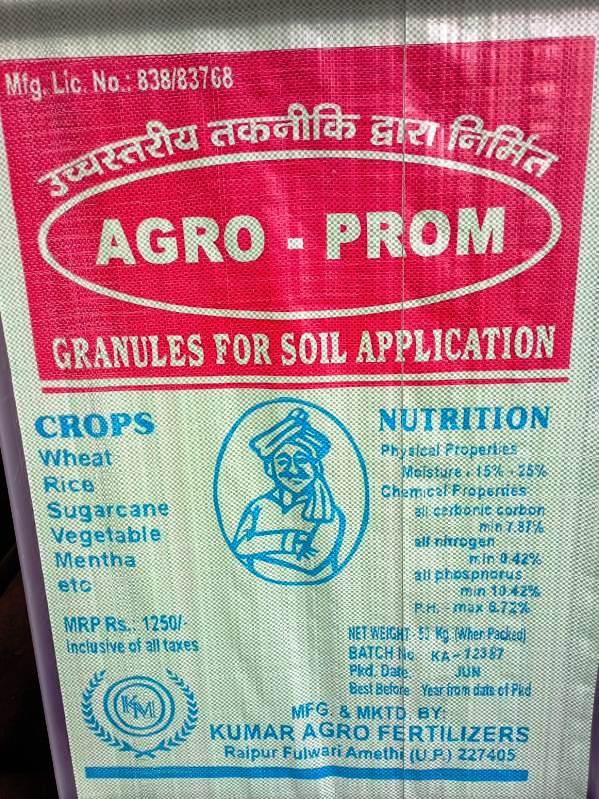 Mfg. Lic. No.: 838/83768
उच्चस्तरीय तकनीकि द्वारा निर्मित
AGRO - PROM
GRANULES FOR SOIL APPLICATION
CROPS
Wheat
Rice
Sugarcane
Vegetable
Mentha
etc
MRP Rs.: 1250/-
Inclusive of all taxes
KM
NUTRITION
Physical Properties
Moisture - 15% - 25%
Chemical Properties
all carbonic corbon
min 7.87%
all nitrogen
min 0.42%
all phospnorus
min 10.42%
P.H. - max 6.72%
NET WEIGHT - Kg (When Packed)
BATCH No KA-12387
Pkd. Date: JUN
Best Before Year from date of Pkd
MFG. & MKTD. BY:
KUMAR AGRO FERTILIZERS
Raipur Fulwari Amethi (U.P.) 227405